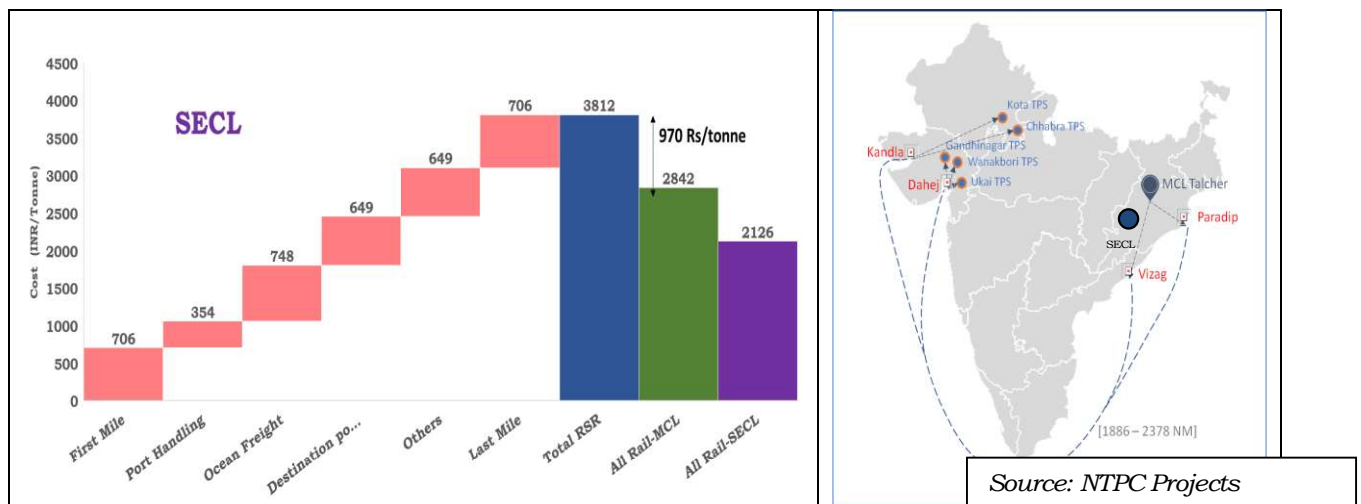 4500
4000
3500
3000
2500
2000
1500
1000
500
0
Cost (INR/Tonne)
SECL
706
354
748
649
649
706
3812
970 Rs/tonne
2842
2126
First Mile
Port Handling
Ocean Freight
Destination po...
Others
Last Mile
Total RSR
All Rail-MCL
All Rail-SECL
Kota TPS
Chhabra TPS
Kandla
Gandhinagar TPS
Wanakbori TPS
Dahej
Ukai TPS
MCL Talcher
Paradip
SECL
Vizag
[1886 – 2378 NM]
Source: NTPC Projects